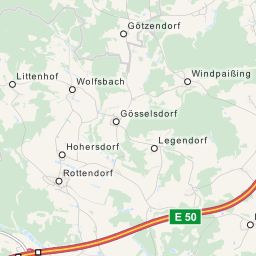 Götzendorf
Windpaißing
Littenhof
Wolfsbach
Gösselsdorf
Legendorf
Hohersdorf
Rottendorf
E 50